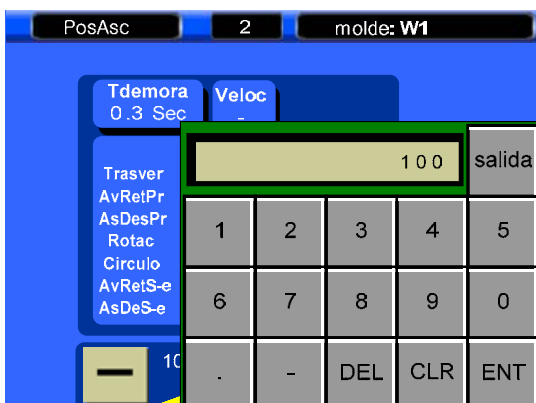 PosAsc 2 molde: W1
Tdemora Veloc
0.3 Sec -
100 salida
Trasver
AvRetPr
AsDesPr
Rotac
Circulo
AvRetS-e
AsDeS-e
1 2 3 4 5
6 7 8 9 0
. - DEL CLR ENT
10